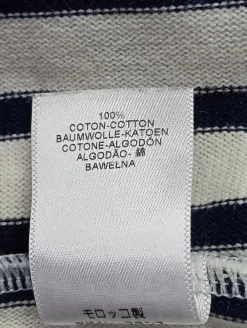 100%
COTON-COTTON
BAUMWOLLE-KATOEN
COTONE-ALGODÓN
ALGODÃO- 綿
BAWEŁNA
モロッコ製